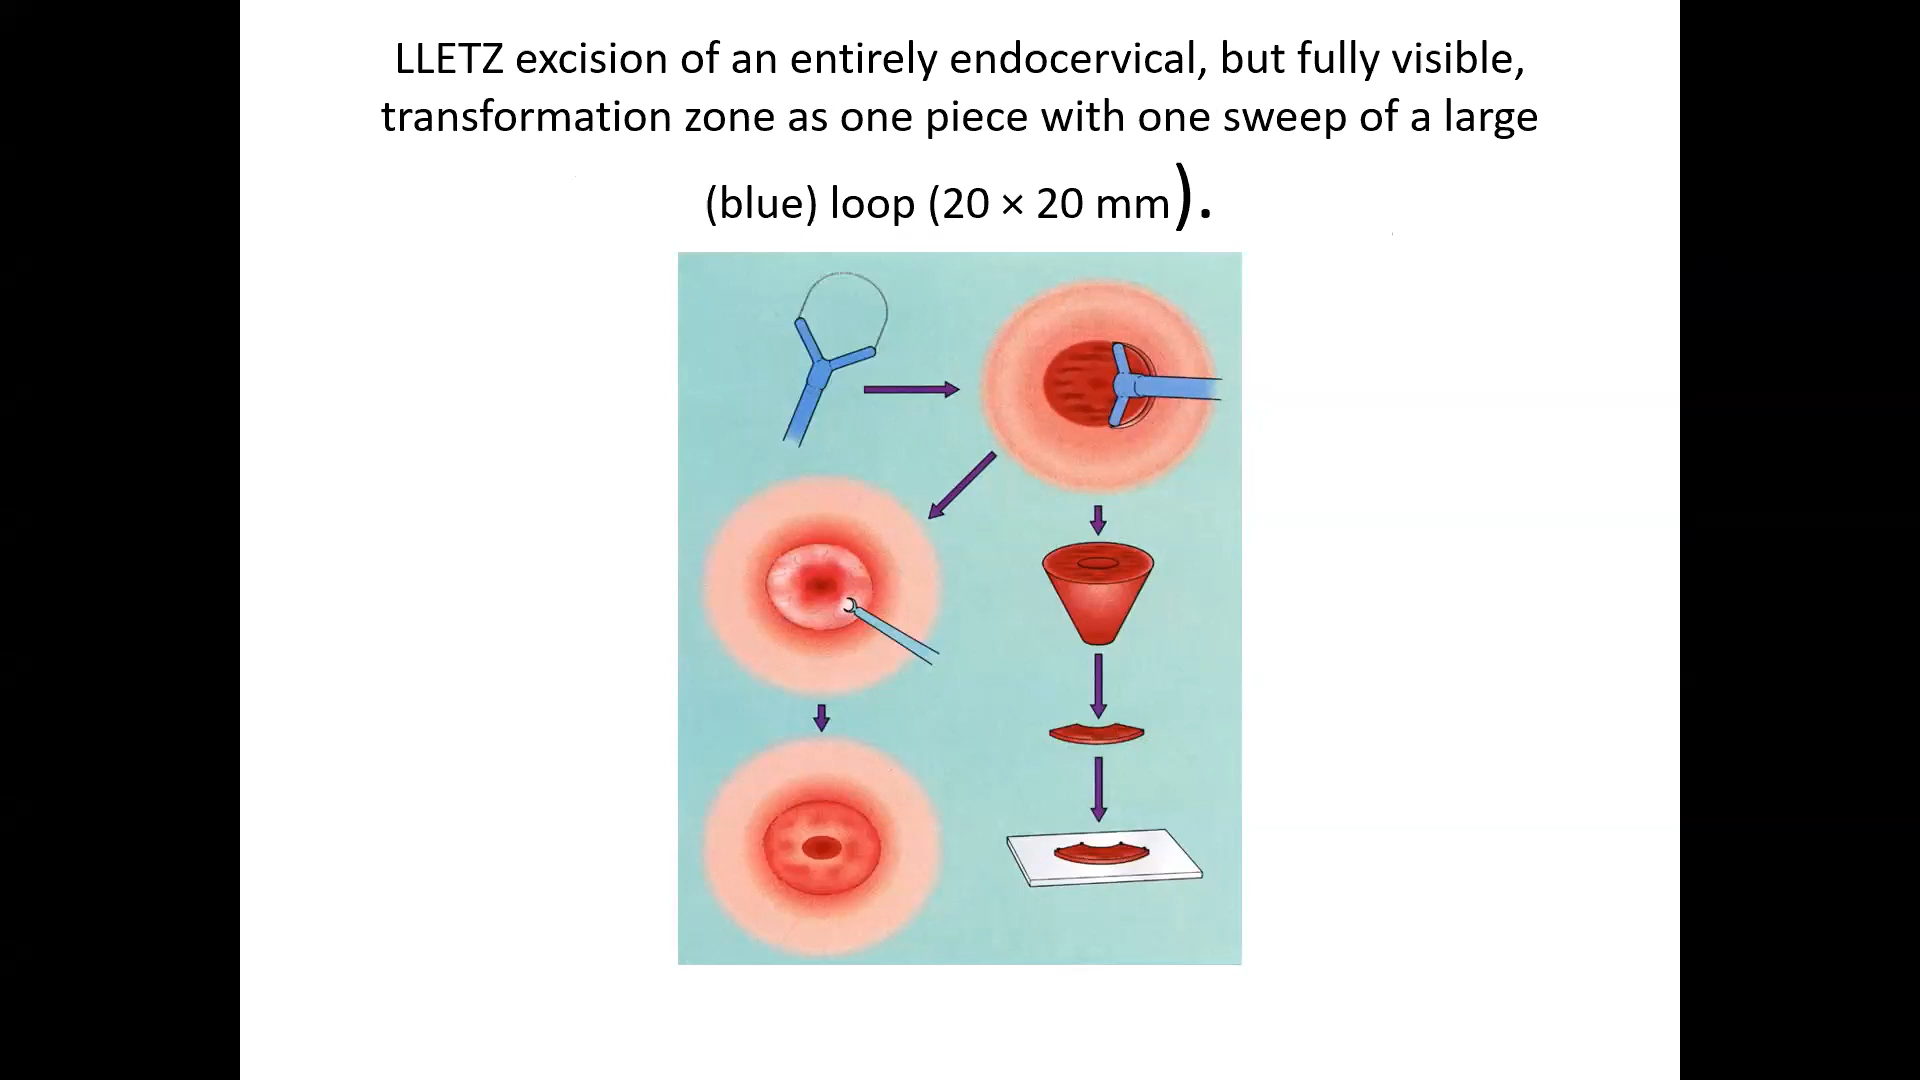 LLETZ excision of an entirely endocervical, but fully visible,
transformation zone as one piece with one sweep of a large
(blue) loop (20 × 20 mm).